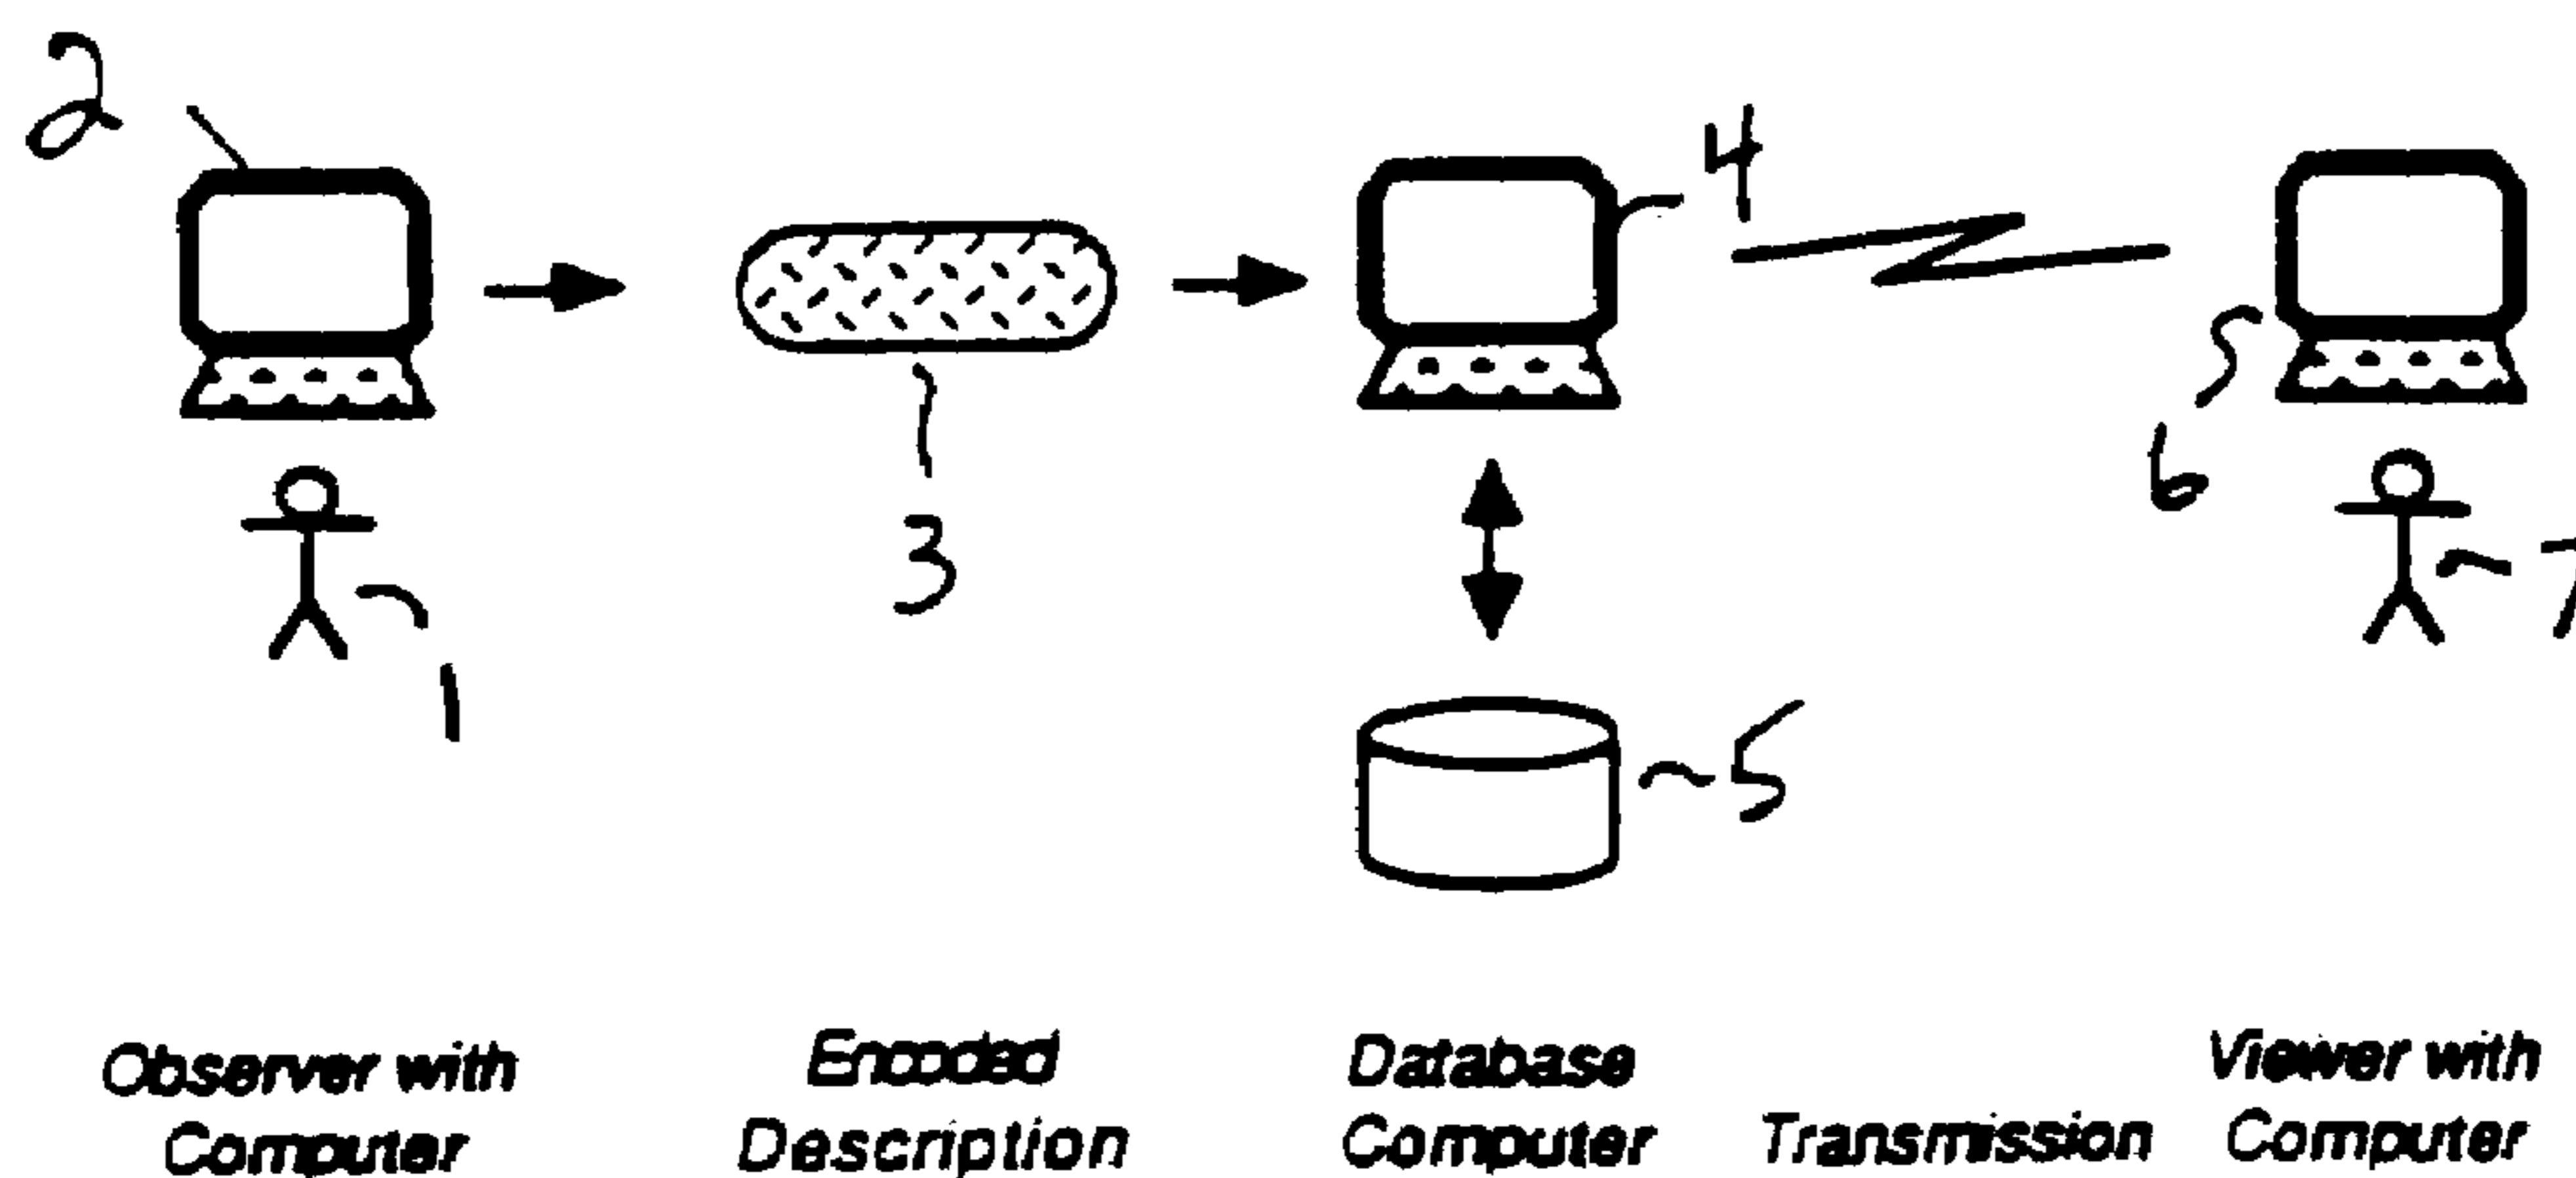 2
4
6
3
7
1
5
Observer with
Computer
Encoded
Description
Database
Computer
Transmission
Viewer with
Computer